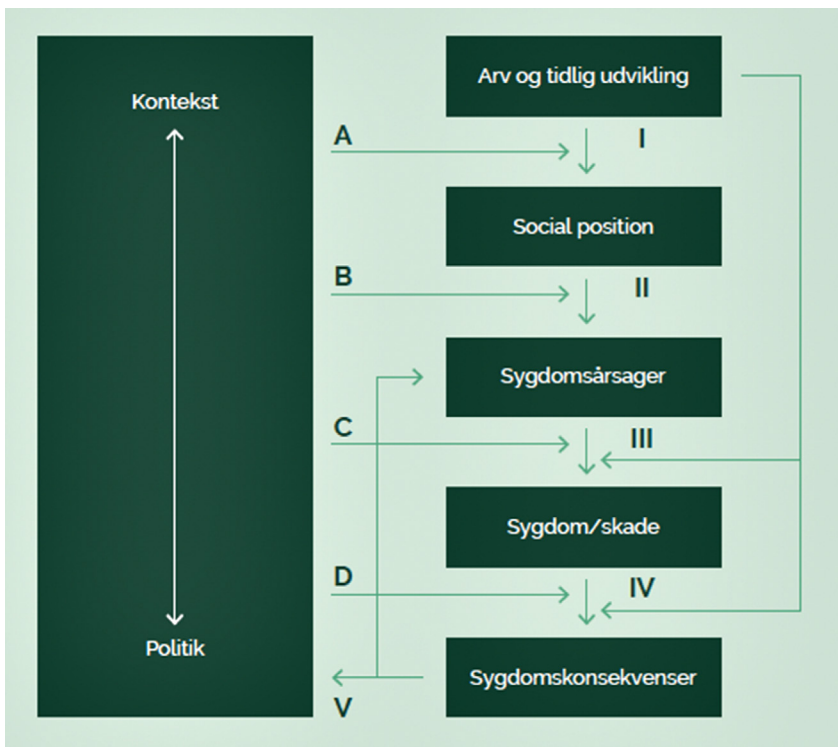 Kontekst
Politik
Arv og tidlig udvikling
A
I
Social position
B
II
Sygdomsårsager
C
III
Sygdom/skade
D
IV
Sygdomskonsekvenser
V